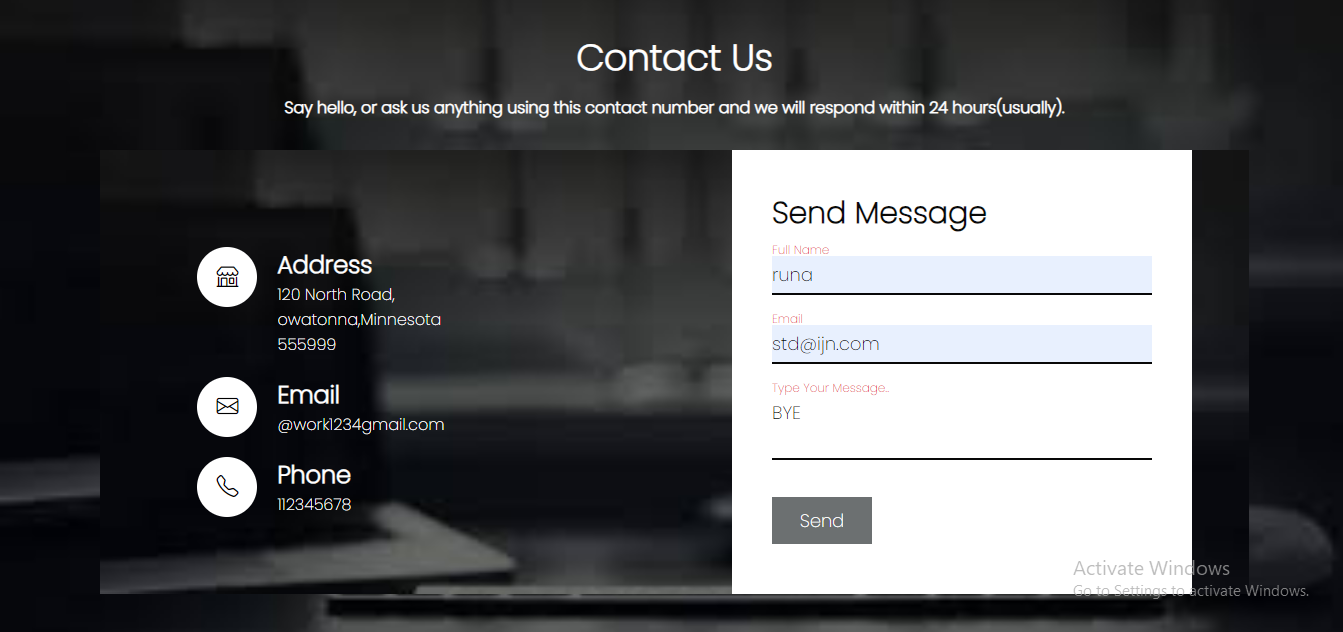 Contact Us
Say hello, or ask us anything using this contact number and we will respond within 24 hours(usually).
Address
120 North Road,
owatonna,Minnesota
555999
Email
@work1234gmail.com
Phone
112345678
Send Message
Full Name
runa
Email
std@ijn.com
Type Your Message..
BYE
Send
Activate Windows
Go to Settings to activate Windows.